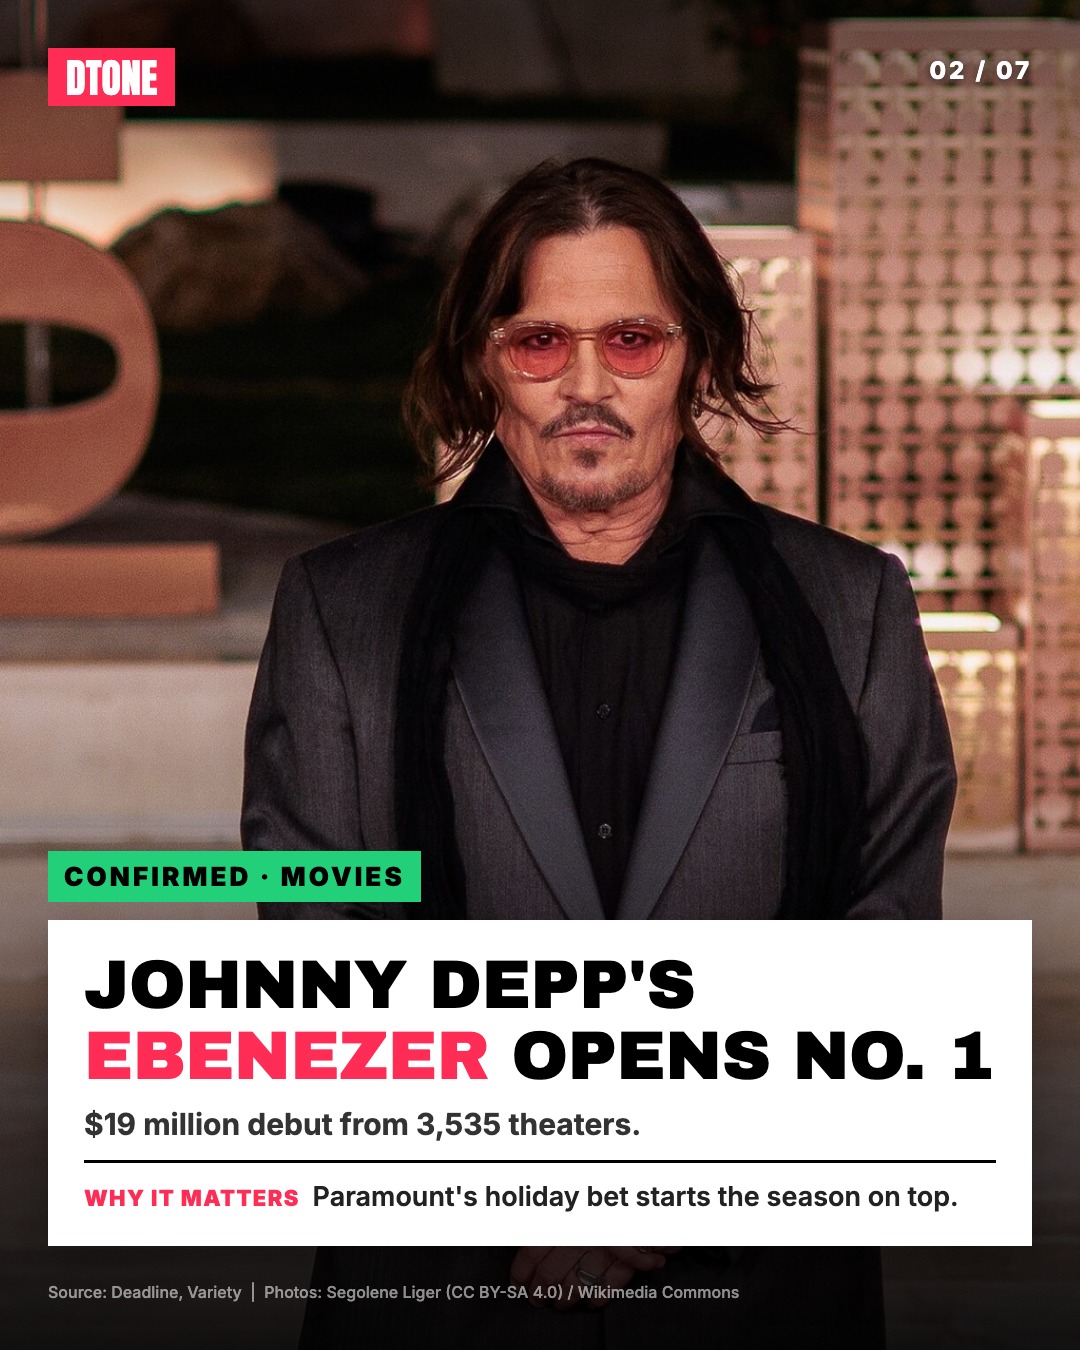 DTONE
02 / 07
CONFIRMED · MOVIES
JOHNNY DEPP'S
EBENEZER OPENS NO. 1
$19 million debut from 3,535 theaters.
WHY IT MATTERS Paramount's holiday bet starts the season on top.
Source: Deadline, Variety | Photos: Segolene Liger (CC BY-SA 4.0) / Wikimedia Commons